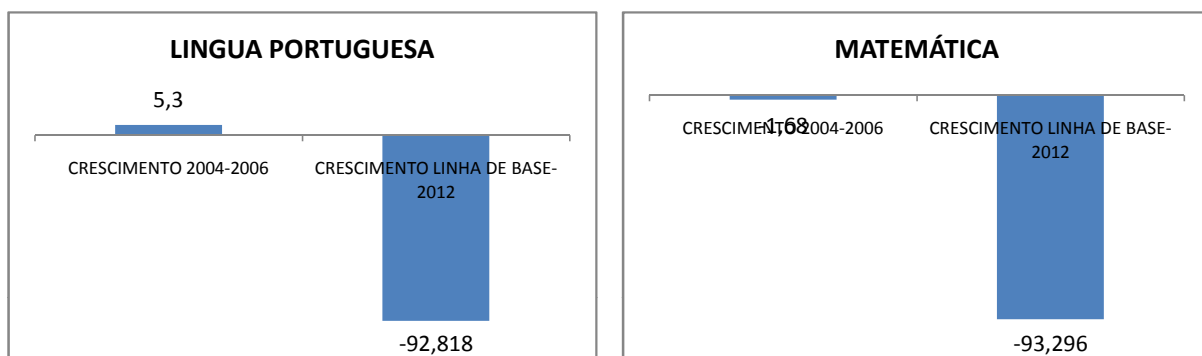 LINGUA PORTUGUESA
5,3
CRESCIMENTO 2004-2006
CRESCIMENTO LINHA DE BASE-
2012
-92,818
MATEMÁTICA
-1,68
CRESCIMENTO 2004-2006
CRESCIMENTO LINHA DE BASE-
2012
-93,296